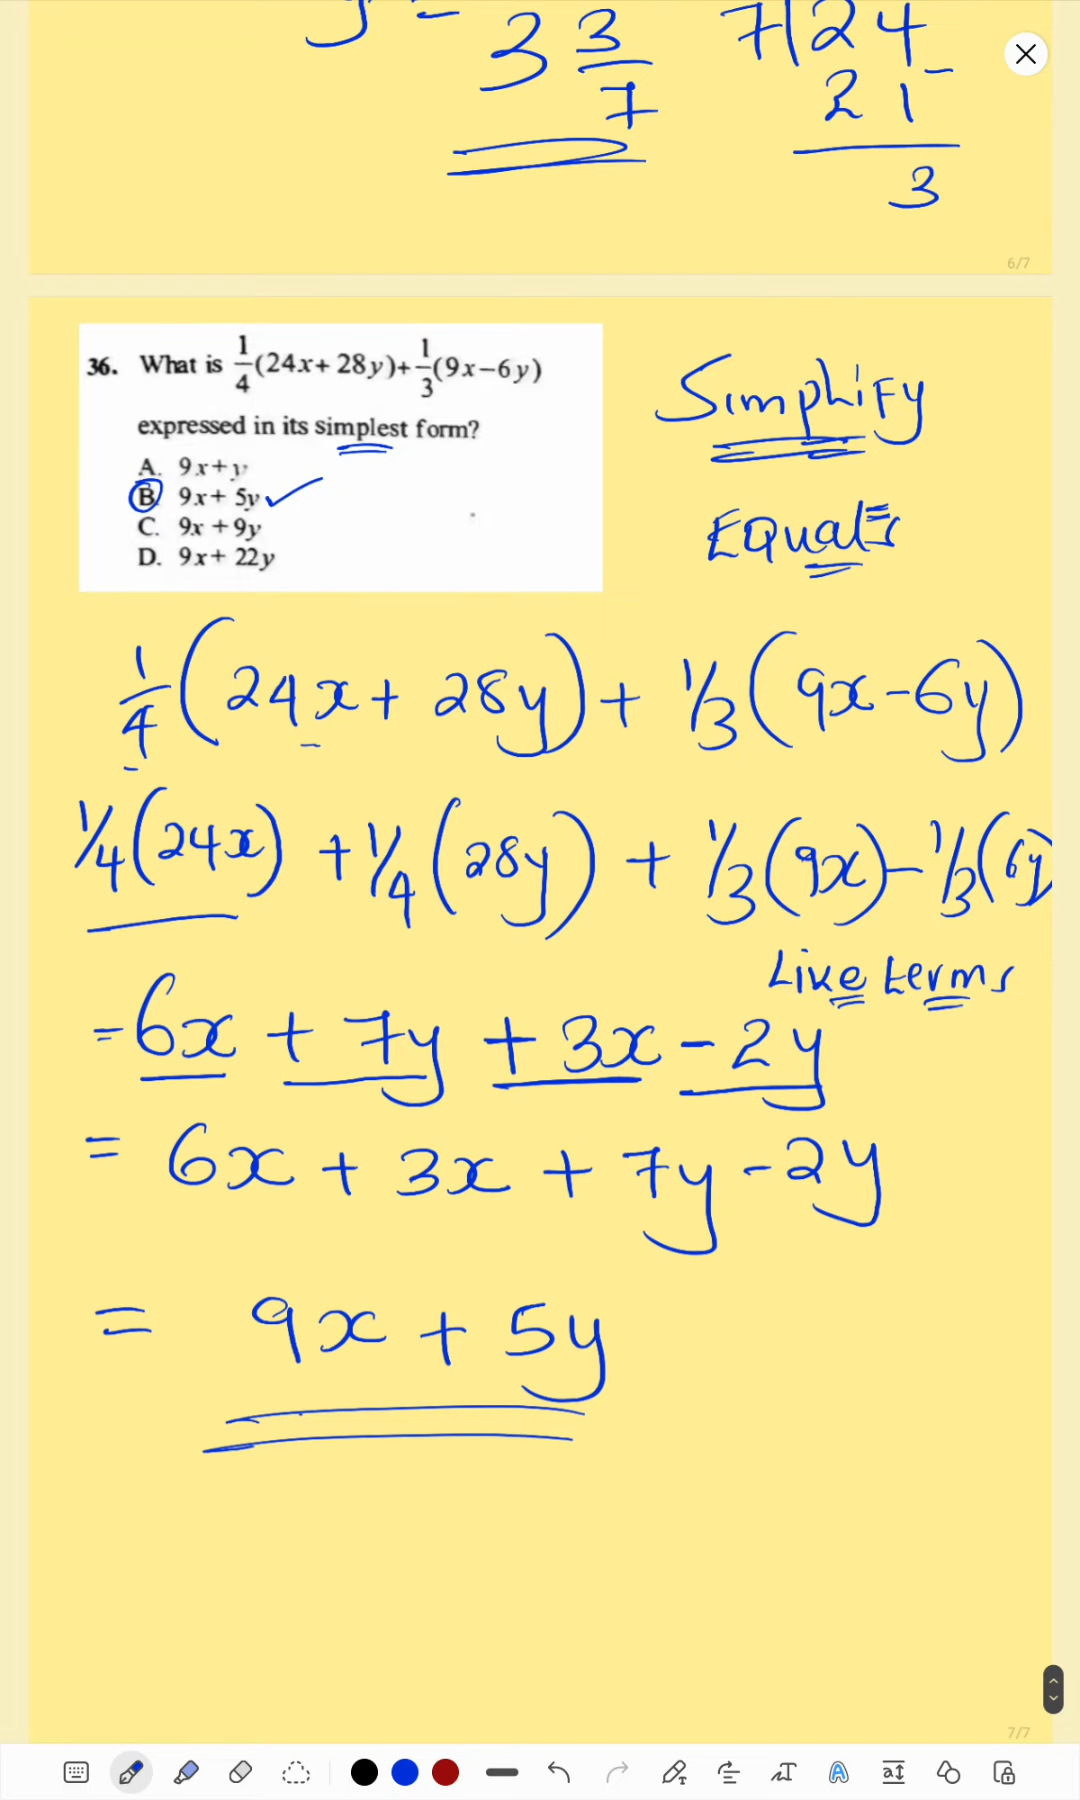 y = 3 3/7
7|24
21 -
3
6/7
36. What is 1/4(24x+28y)+1/3(9x-6y)
expressed in its simplest form?
A. 9x+y
B. 9x+ 5y ✓
C. 9x +9y
D. 9x+ 22y
Simplify
Equals
1/4(24x + 28y) + 1/3(9x-6y)
1/4(24x) + 1/4(28y) + 1/3(9x) - 1/3(6y)
Like terms
= 6x + 7y + 3x - 2y
= 6x + 3x + 7y - 2y
= 9x + 5y
7/7